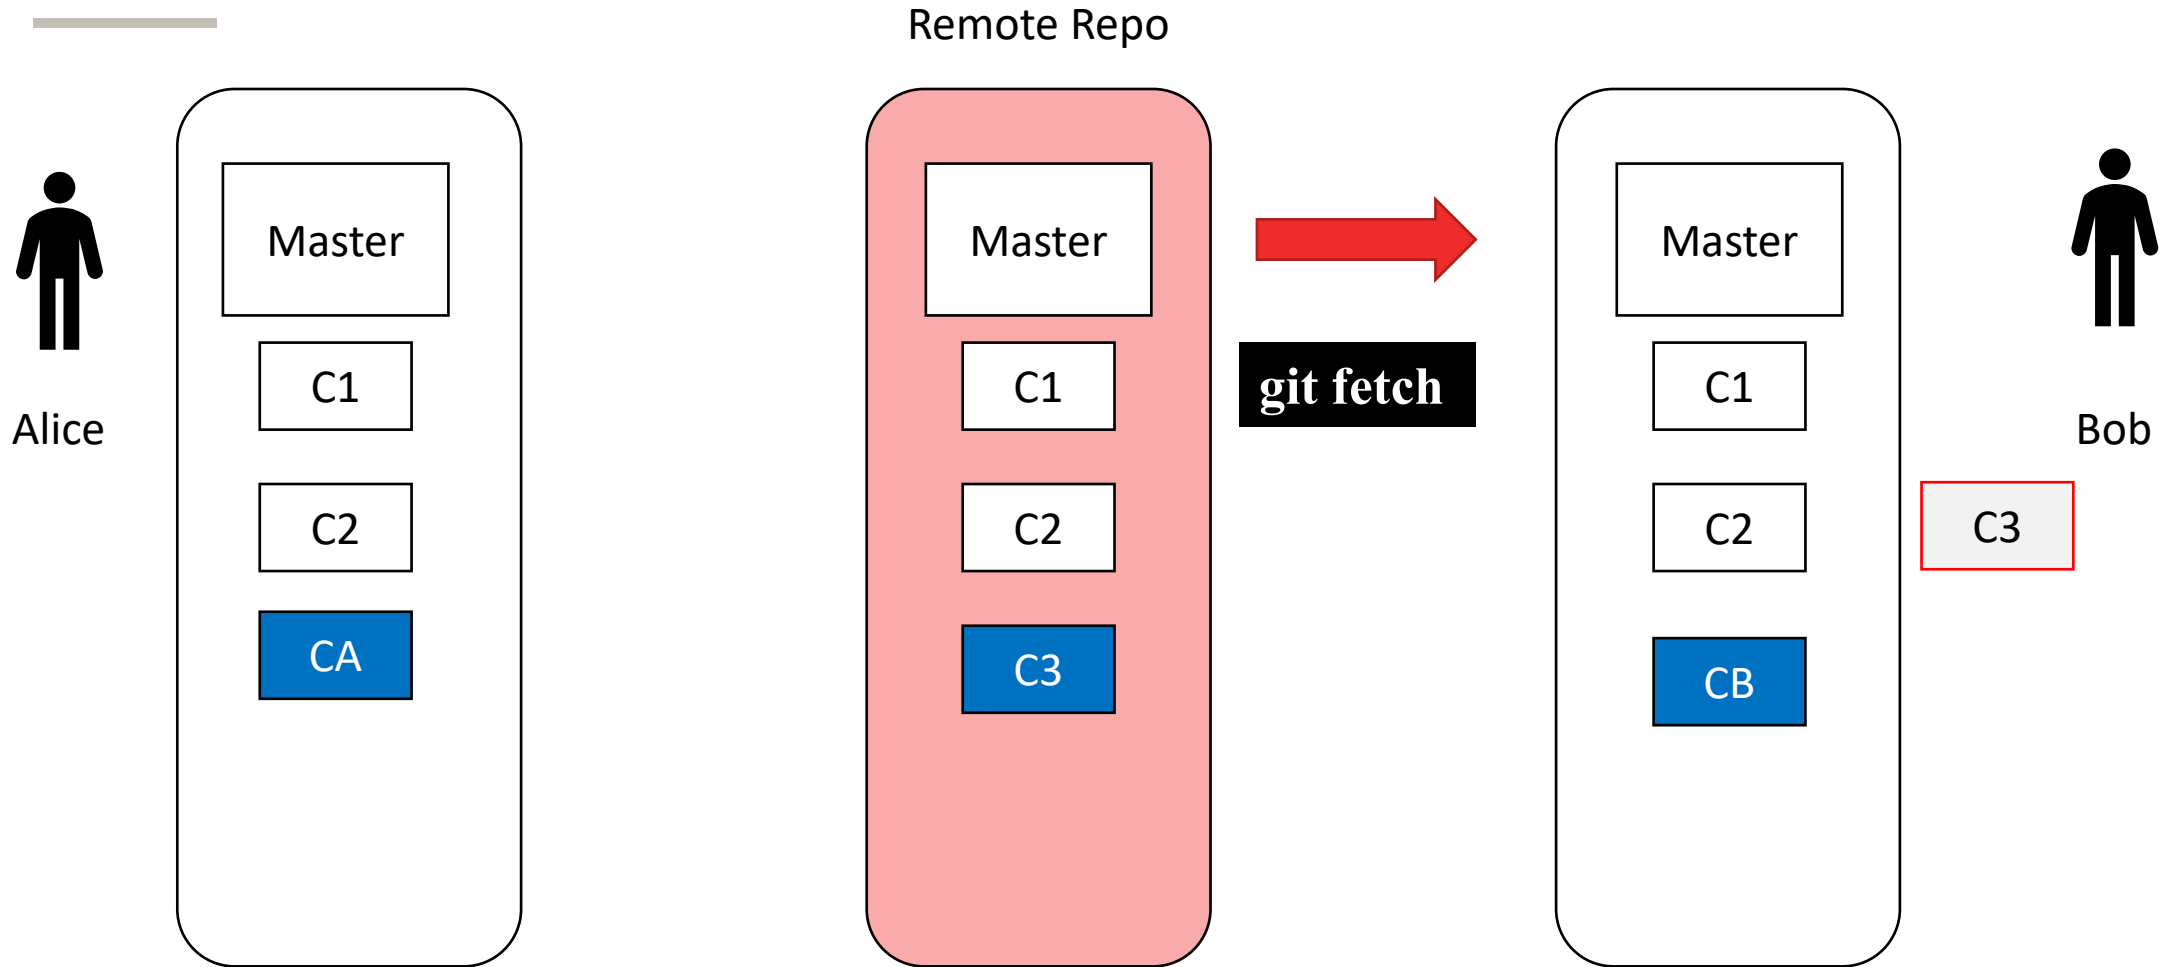 Remote Repo
Alice
Master
C1
C2
CA
Master
C1
C2
C3
git fetch
Master
C1
C2
CB
C3
Bob